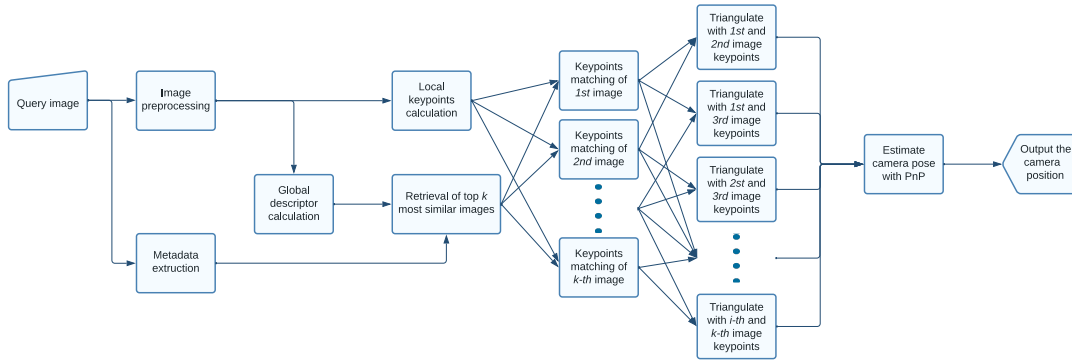 Query image
Image
preprocessing
Metadata
extruction
Global
descriptor
calculation
Local
keypoints
calculation
Retrieval of top k
most similar images
Keypoints
matching of
1st image
Keypoints
matching of
2nd image
Keypoints
matching of
k-th image
Triangulate
with 1st and
2nd image
keypoints
Triangulate
with 1st and
3rd image
keypoints
Triangulate
with 2st and
3rd image
keypoints
Triangulate
with i-th and
k-th image
keypoints
Estimate
camera pose
with PnP
Output the
camera
position